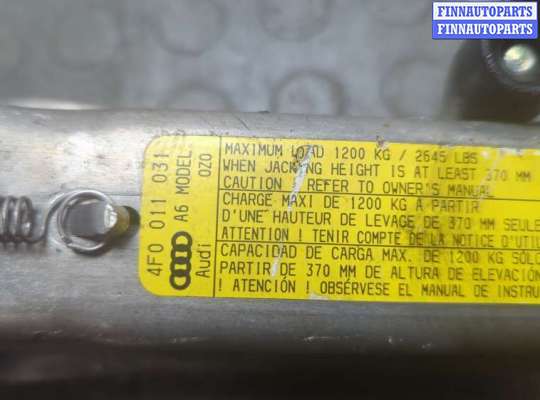 FINNAUTOPARTS
FINNAUTOPARTS
4F0 011 031
A6 MODEL 020
Audi
MAXIMUM LOAD 1200 KG / 2645 LBS
WHEN JACKING HEIGHT IS AT LEAST 370 MM
CAUTION : REFER TO OWNER'S MANUAL
CHARGE MAXI DE 1200 KG A PARTIR
D'UNE HAUTEUR DE LEVAGE DE 370 MM SEULE
ATTENTION ! TENIR COMPTE DE LA NOTICE D'UTIL
CAPACIDAD DE CARGA MAX. DE 1200 KG SOLO
PARTIR DE 370 MM DE ALTURA DE ELEVACIÓN
! ATENCIÓN ! OBSÉRVESE EL MANUAL DE INSTRU